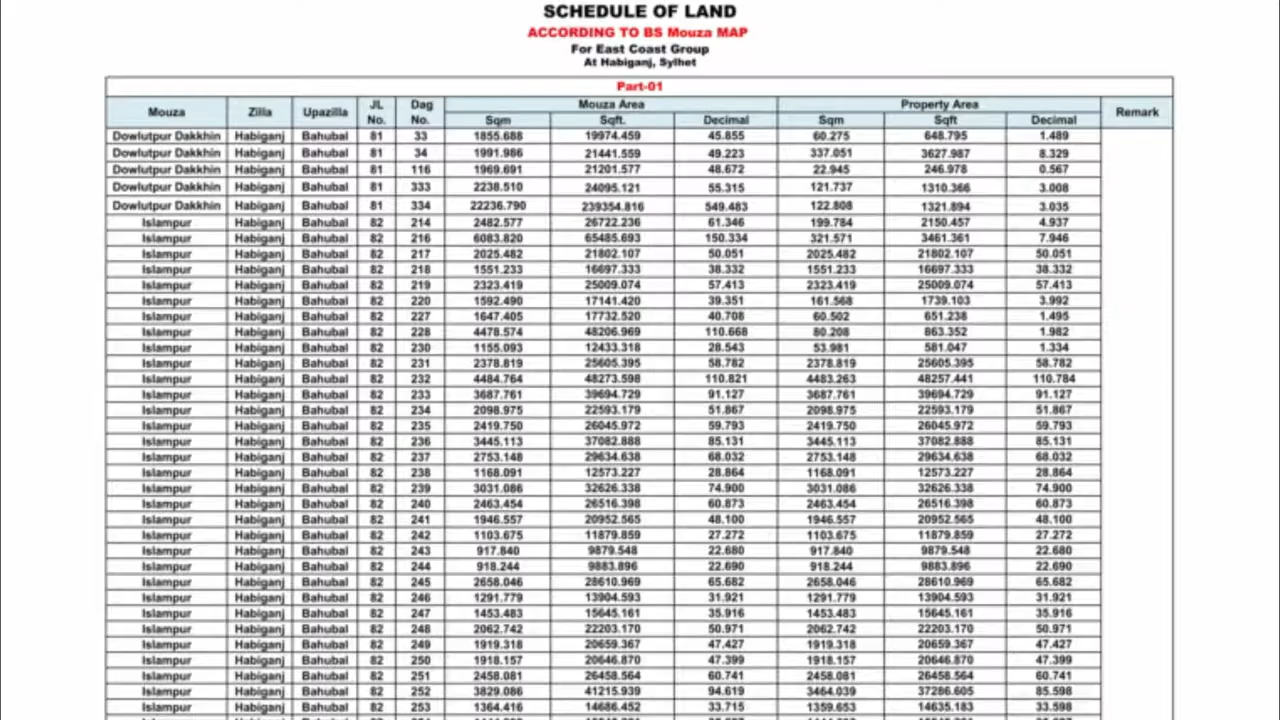 SCHEDULE OF LAND
ACCORDING TO BS Mouza MAP
For East Coast Group
At Habiganj, Sylhet
Part-01
Mouza Zilla Upazilla JL No. Dag No. Mouza Area Property Area Remark
Sqm Sqft. Decimal Sqm Sqft Decimal
Dowlutpur Dakkhin Habiganj Bahubal 81 33 1855.688 19974.459 45.855 60.275 648.795 1.489
Dowlutpur Dakkhin Habiganj Bahubal 81 34 1991.986 21441.559 49.223 337.051 3627.987 8.329
Dowlutpur Dakkhin Habiganj Bahubal 81 116 1969.691 21201.577 48.672 22.945 246.978 0.567
Dowlutpur Dakkhin Habiganj Bahubal 81 333 2238.510 24095.121 55.315 121.737 1310.366 3.008
Dowlutpur Dakkhin Habiganj Bahubal 81 334 22236.790 239354.816 549.483 122.808 1321.894 3.035
Islampur Habiganj Bahubal 82 214 2482.577 26722.236 61.346 199.784 2150.457 4.937
Islampur Habiganj Bahubal 82 216 6083.820 65485.693 150.334 321.571 3461.361 7.946
Islampur Habiganj Bahubal 82 217 2025.482 21802.107 50.051 2025.482 21802.107 50.051
Islampur Habiganj Bahubal 82 218 1551.233 16697.333 38.332 1551.233 16697.333 38.332
Islampur Habiganj Bahubal 82 219 2323.419 25009.074 57.413 2323.419 25009.074 57.413
Islampur Habiganj Bahubal 82 220 1592.490 17141.420 39.351 161.568 1739.103 3.992
Islampur Habiganj Bahubal 82 227 1647.405 17732.520 40.708 60.502 651.238 1.495
Islampur Habiganj Bahubal 82 228 4478.574 48206.969 110.668 80.208 863.352 1.982
Islampur Habiganj Bahubal 82 230 1155.093 12433.318 28.543 53.981 581.047 1.334
Islampur Habiganj Bahubal 82 231 2378.819 25605.395 58.782 2378.819 25605.395 58.782
Islampur Habiganj Bahubal 82 232 4484.764 48273.598 110.821 4483.263 48257.441 110.784
Islampur Habiganj Bahubal 82 233 3687.761 39694.729 91.127 3687.761 39694.729 91.127
Islampur Habiganj Bahubal 82 234 2098.975 22593.179 51.867 2098.975 22593.179 51.867
Islampur Habiganj Bahubal 82 235 2419.750 26045.972 59.793 2419.750 26045.972 59.793
Islampur Habiganj Bahubal 82 236 3445.113 37082.888 85.131 3445.113 37082.888 85.131
Islampur Habiganj Bahubal 82 237 2753.148 29634.638 68.032 2753.148 29634.638 68.032
Islampur Habiganj Bahubal 82 238 1168.091 12573.227 28.864 1168.091 12573.227 28.864
Islampur Habiganj Bahubal 82 239 3031.086 32626.338 74.900 3031.086 32626.338 74.900
Islampur Habiganj Bahubal 82 240 2463.454 26516.398 60.873 2463.454 26516.398 60.873
Islampur Habiganj Bahubal 82 241 1946.557 20952.565 48.100 1946.557 20952.565 48.100
Islampur Habiganj Bahubal 82 242 1103.675 11879.859 27.272 1103.675 11879.859 27.272
Islampur Habiganj Bahubal 82 243 917.840 9879.548 22.680 917.840 9879.548 22.680
Islampur Habiganj Bahubal 82 244 918.244 9883.896 22.690 918.244 9883.896 22.690
Islampur Habiganj Bahubal 82 245 2658.046 28610.969 65.682 2658.046 28610.969 65.682
Islampur Habiganj Bahubal 82 246 1291.779 13904.593 31.921 1291.779 13904.593 31.921
Islampur Habiganj Bahubal 82 247 1453.483 15645.161 35.916 1453.483 15645.161 35.916
Islampur Habiganj Bahubal 82 248 2062.742 22203.170 50.971 2062.742 22203.170 50.971
Islampur Habiganj Bahubal 82 249 1919.318 20659.367 47.427 1919.318 20659.367 47.427
Islampur Habiganj Bahubal 82 250 1918.157 20646.870 47.399 1918.157 20646.870 47.399
Islampur Habiganj Bahubal 82 251 2458.081 26458.564 60.741 2458.081 26458.564 60.741
Islampur Habiganj Bahubal 82 252 3829.086 41215.939 94.619 3464.039 37286.605 85.598
Islampur Habiganj Bahubal 82 253 1364.416 14686.452 33.715 1359.653 14635.183 33.598